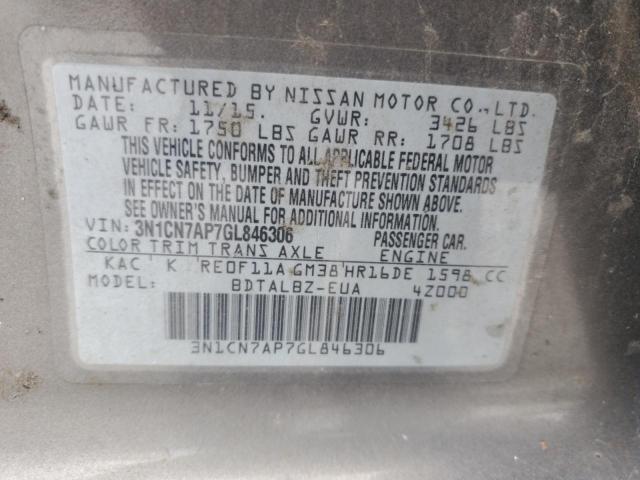 MANUFACTURED BY NISSAN MOTOR CO.,LTD.
DATE: 11/15. GVWR: 3426 LBS
GAWR FR: 1750 LBS GAWR RR: 1708 LBS
THIS VEHICLE CONFORMS TO ALL APPLICABLE FEDERAL MOTOR
VEHICLE SAFETY, BUMPER AND THEFT PREVENTION STANDARDS
IN EFFECT ON THE DATE OF MANUFACTURE SHOWN ABOVE.
SEE OWNER'S MANUAL FOR ADDITIONAL INFORMATION.
VIN: 3N1CN7AP7GL846306 PASSENGER CAR.
COLOR TRIM TRANS AXLE ENGINE
KAC K RE0F11A GM38 HR16DE 1598 CC
BDTALBZ-EUA 4Z000
3N1CN7AP7GL846306